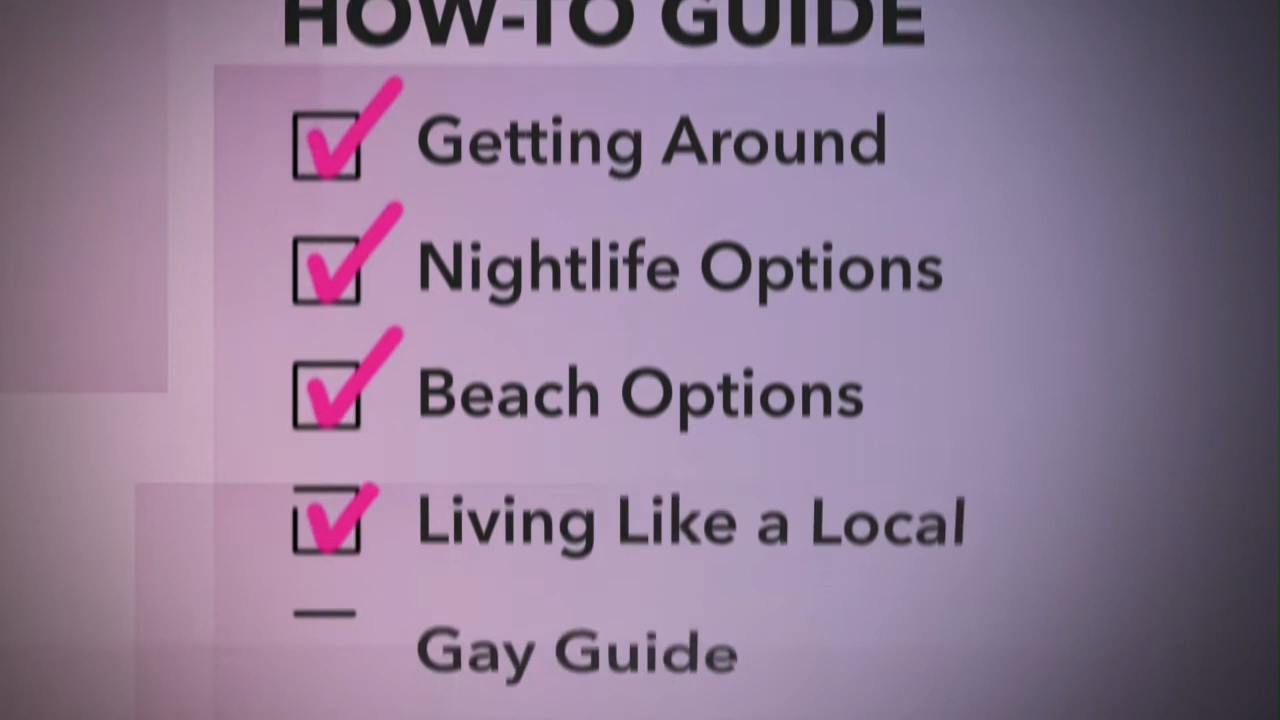 HOW-TO GUIDE
Getting Around
Nightlife Options
Beach Options
Living Like a Local
Gay Guide